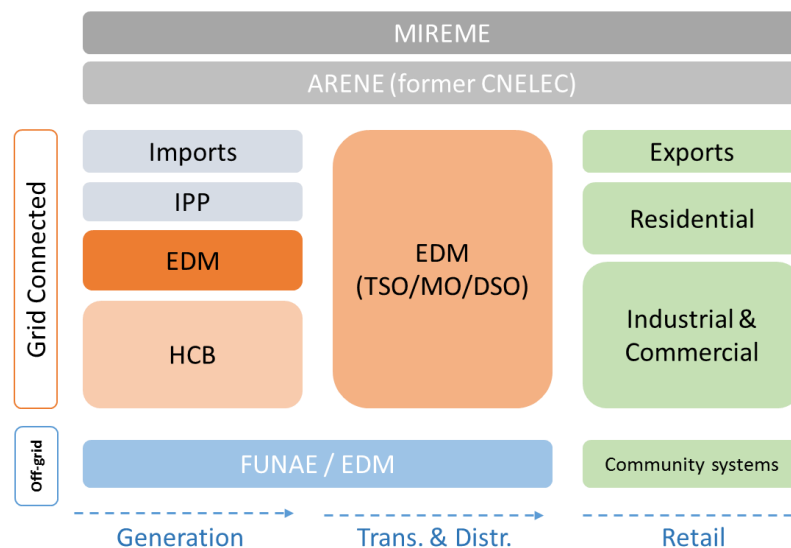 MIREME
ARENE (former CNELEC)
Grid Connected
Imports
IPP
EDM
HCB
EDM
(TSO/MO/DSO)
Exports
Residential
Industrial &
Commercial
Off-grid
FUNAE / EDM
Community systems
Generation
Trans. & Distr.
Retail